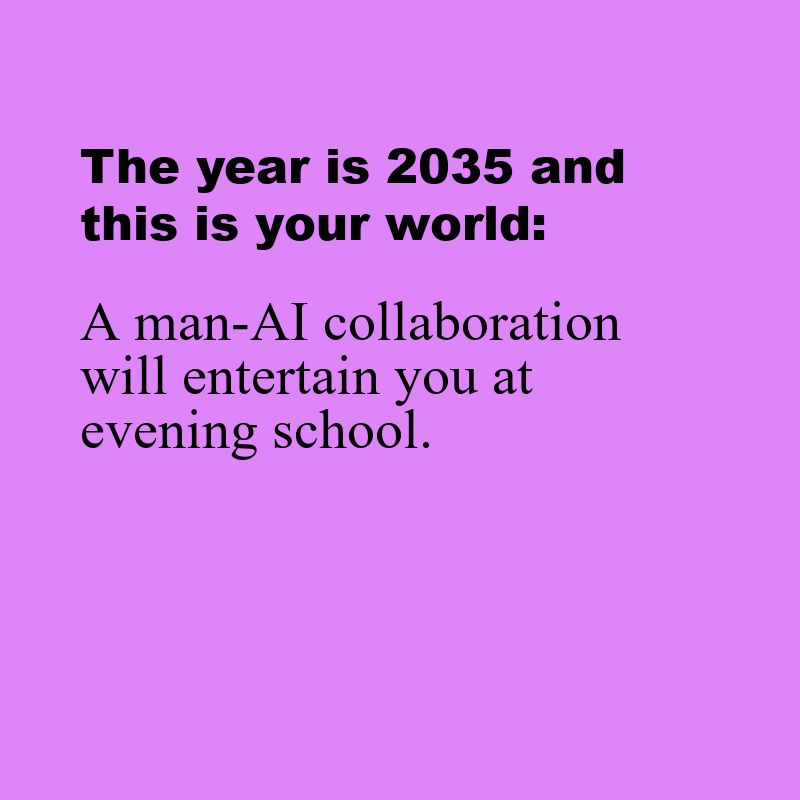 The year is 2035 and
this is your world:
A man-AI collaboration
will entertain you at
evening school.